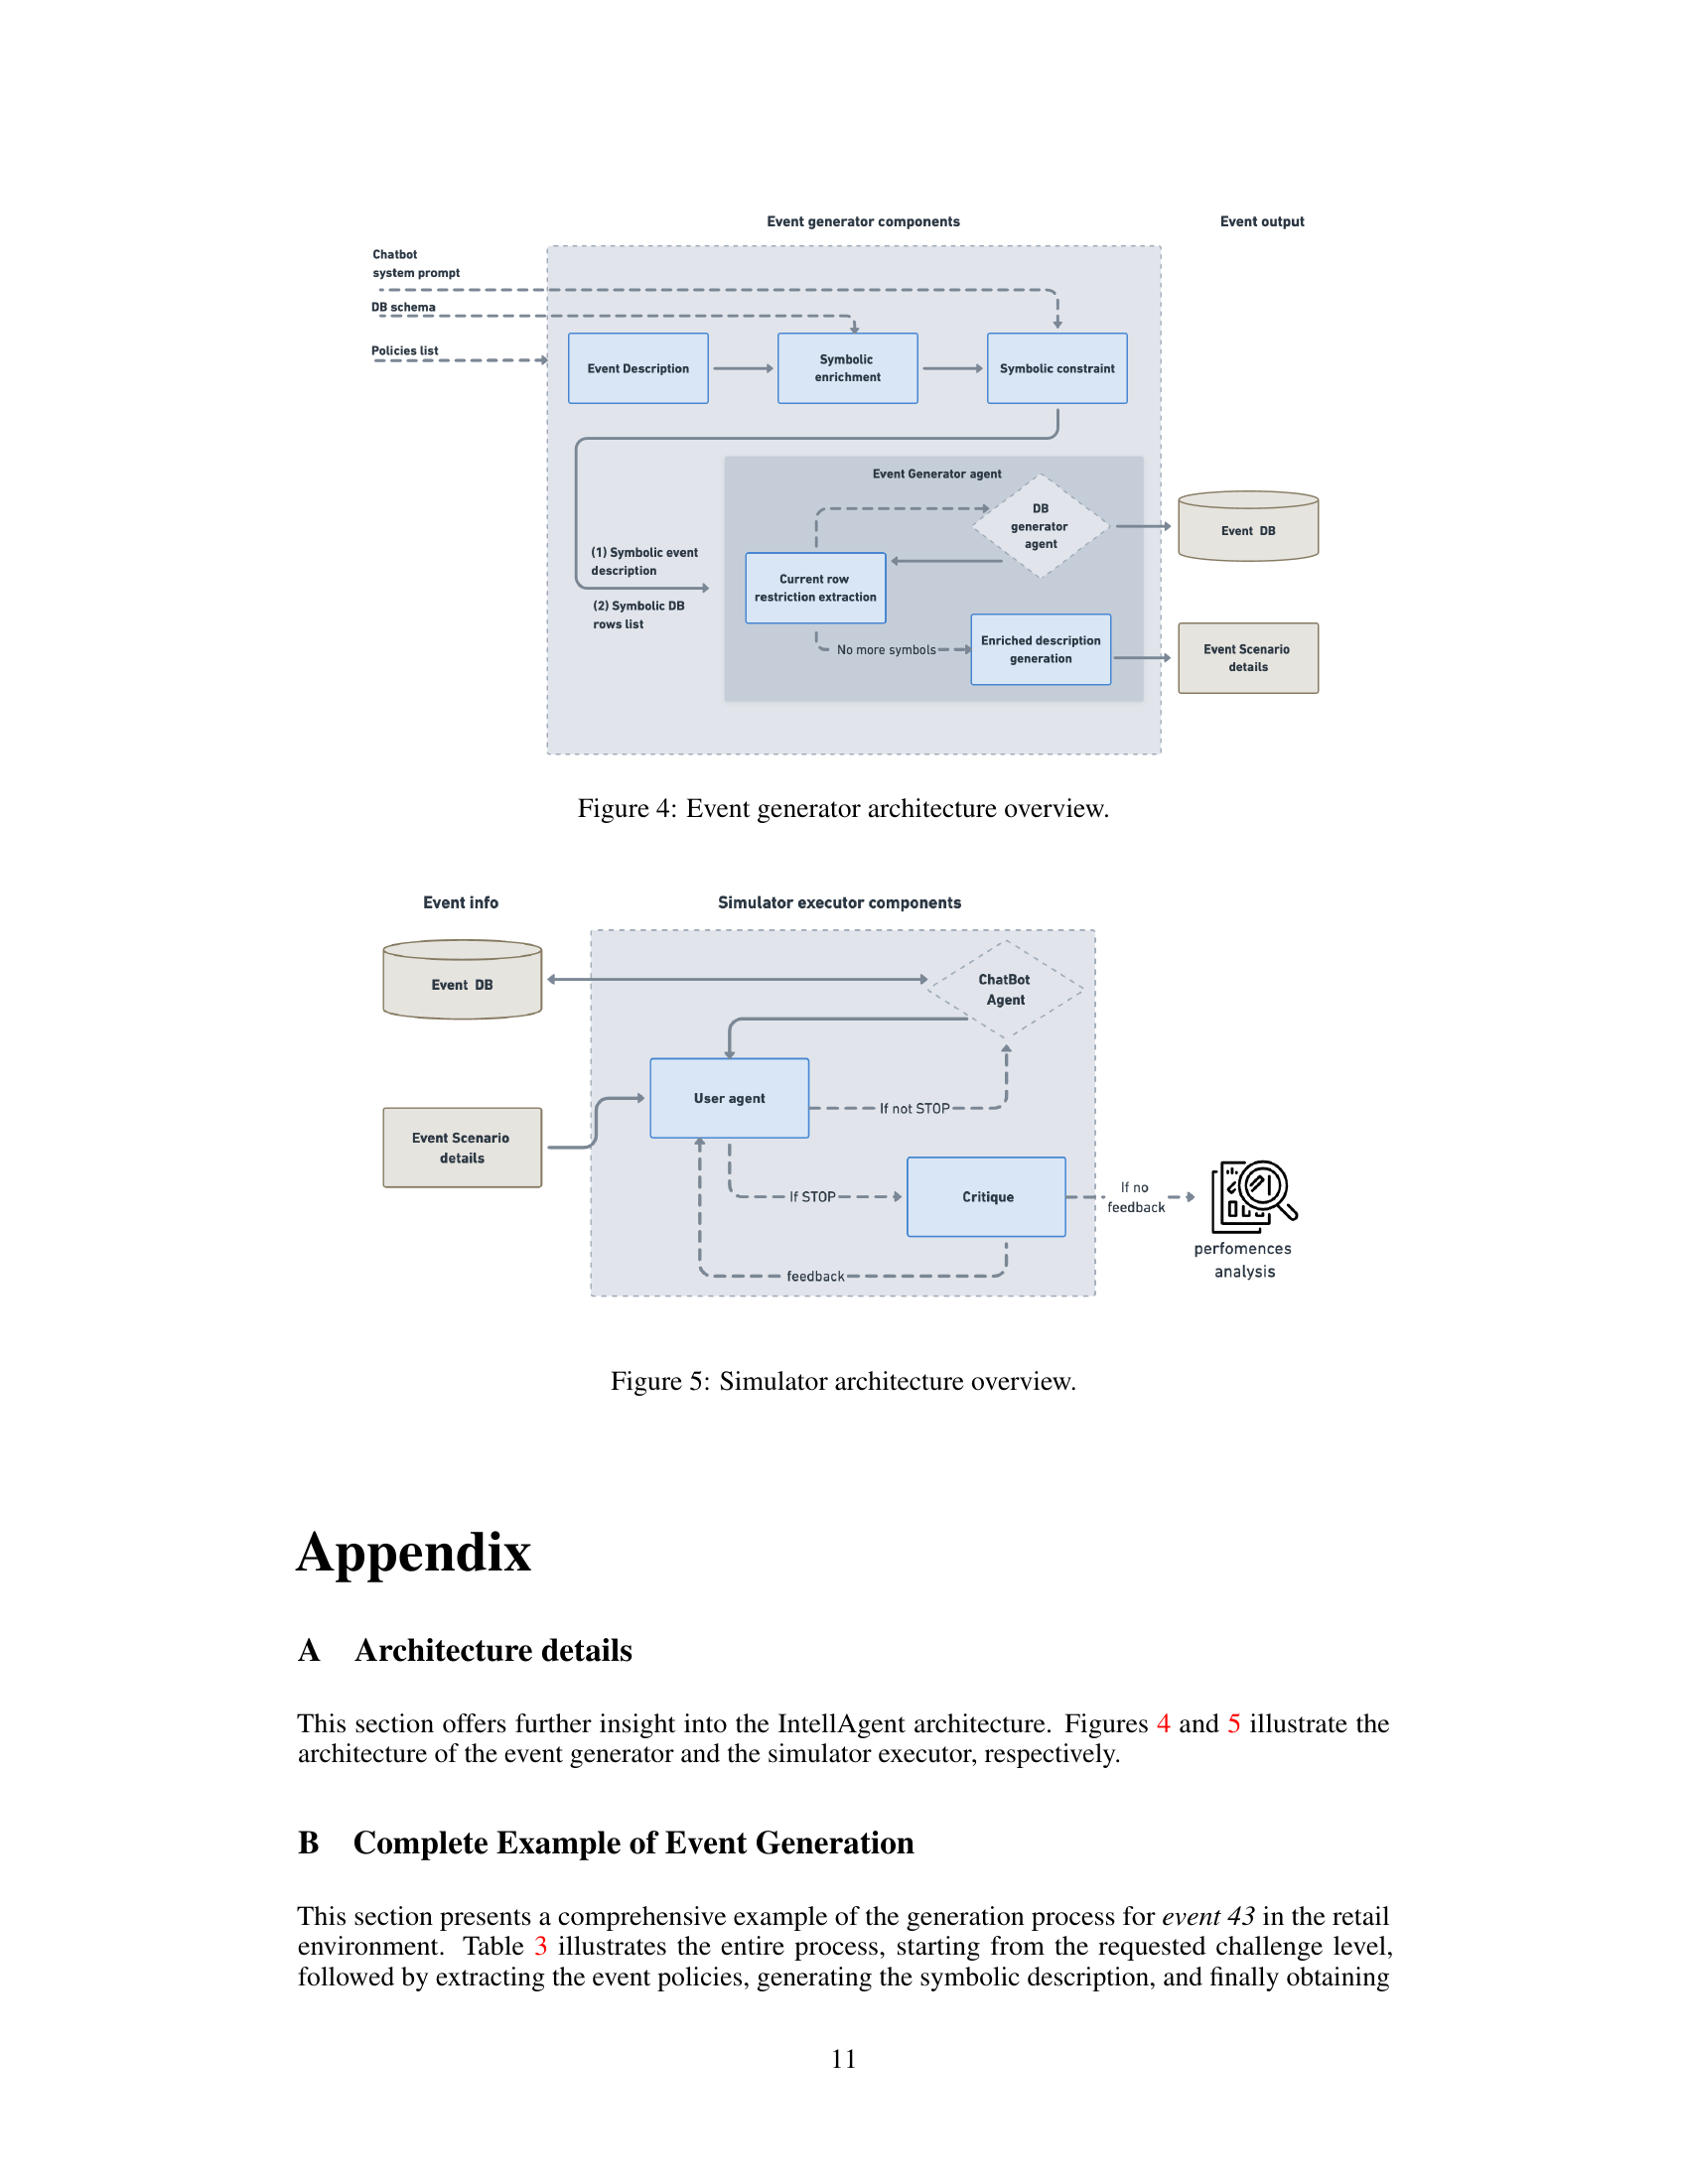 Event generator components
Event output
Chatbot
system prompt
DB schema
Policies list
Event Description
Symbolic
enrichment
Symbolic constraint
Event Generator agent
DB
generator
agent
Event DB
(1) Symbolic event
description
(2) Symbolic DB
rows list
Current row
restriction extraction
No more symbols
Enriched description
generation
Event Scenario
details
Figure 4: Event generator architecture overview.
Event info
Simulator executor components
Event DB
ChatBot
Agent
User agent
If not STOP
Event Scenario
details
If STOP
Critique
If no
feedback
feedback
perfomences
analysis
Figure 5: Simulator architecture overview.
Appendix
A Architecture details
This section offers further insight into the IntellAgent architecture. Figures 4 and 5 illustrate the
architecture of the event generator and the simulator executor, respectively.
B Complete Example of Event Generation
This section presents a comprehensive example of the generation process for event 43 in the retail
environment. Table 3 illustrates the entire process, starting from the requested challenge level,
followed by extracting the event policies, generating the symbolic description, and finally obtaining
11